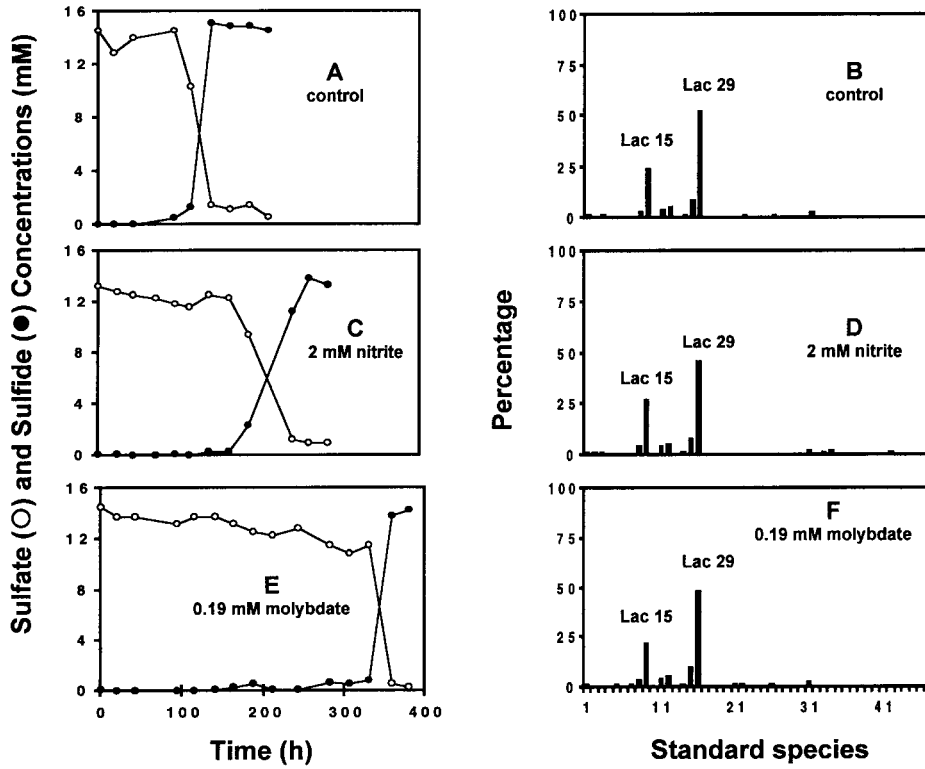 Sulfate (○) and Sulfide (●) Concentrations (mM)
16
12
8
4
0
A
control
16
12
8
4
0
C
2 mM nitrite
16
12
8
4
0
E
0.19 mM molybdate
0
100
200
300
400
Time (h)
Percentage
100
75
50
25
0
B
control
Lac 29
Lac 15
100
75
50
25
0
D
2 mM nitrite
Lac 29
Lac 15
100
75
50
25
0
F
0.19 mM molybdate
Lac 29
Lac 15
1
11
21
31
41
Standard species